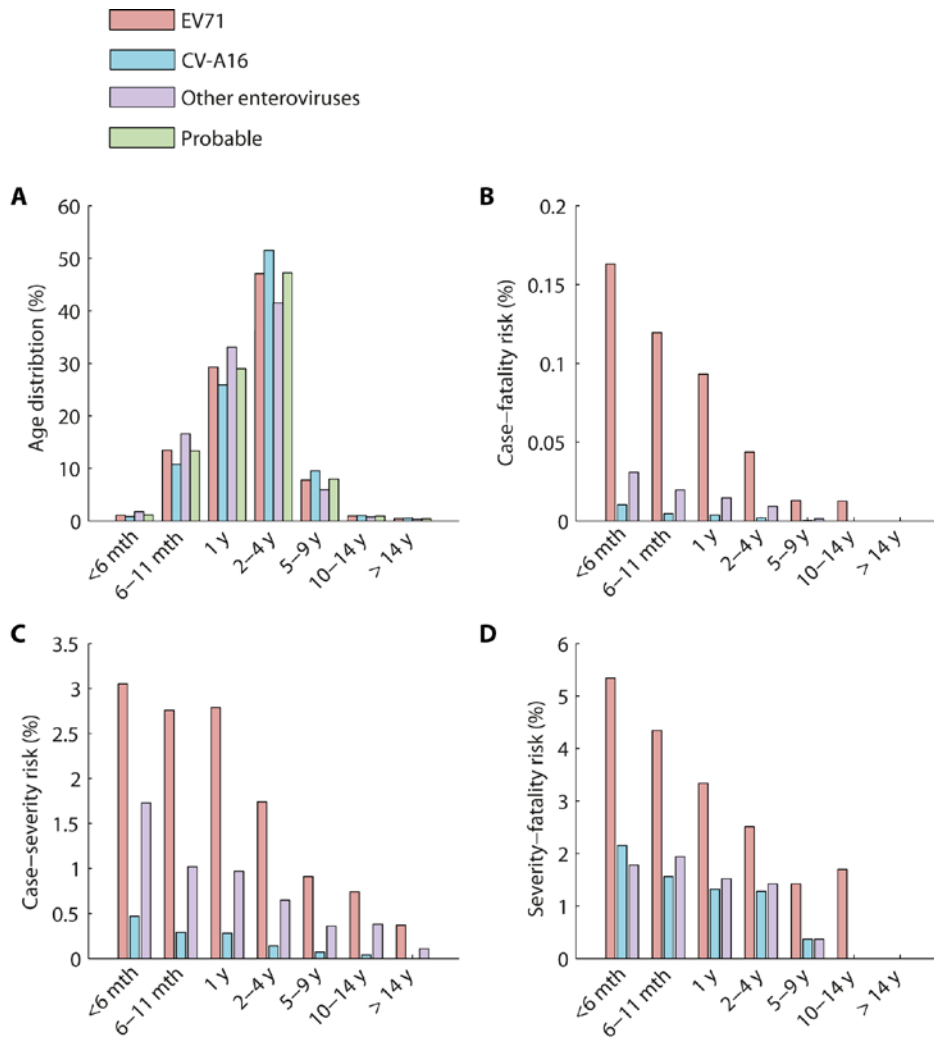 EV71
CV-A16
Other enteroviruses
Probable
A
60
50
40
30
20
10
0
Age distribtion (%)
<6 mth
6–11 mth
1 y
2–4 y
5–9 y
10–14 y
> 14 y
B
0.2
0.15
0.1
0.05
0
Case–fatality risk (%)
<6 mth
6–11 mth
1 y
2–4 y
5–9 y
10–14 y
> 14 y
C
3.5
3
2.5
2
1.5
1
0.5
0
Case–severity risk (%)
<6 mth
6–11 mth
1 y
2–4 y
5–9 y
10–14 y
> 14 y
D
6
5
4
3
2
1
0
Severity–fatality risk (%)
<6 mth
6–11 mth
1 y
2–4 y
5–9 y
10–14 y
> 14 y